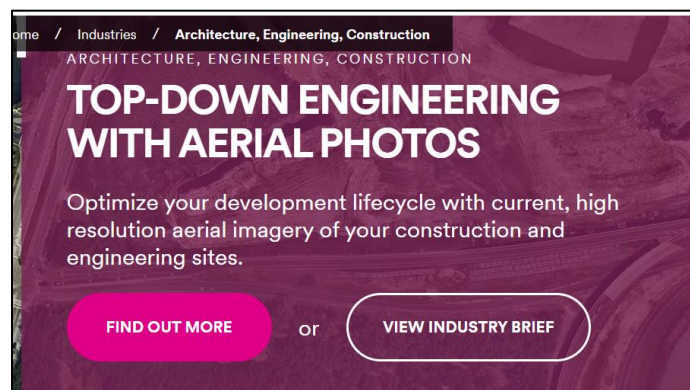 ome / Industries / Architecture, Engineering, Construction
ARCHITECTURE, ENGINEERING, CONSTRUCTION
TOP-DOWN ENGINEERING
WITH AERIAL PHOTOS
Optimize your development lifecycle with current, high
resolution aerial imagery of your construction and
engineering sites.
FIND OUT MORE or VIEW INDUSTRY BRIEF